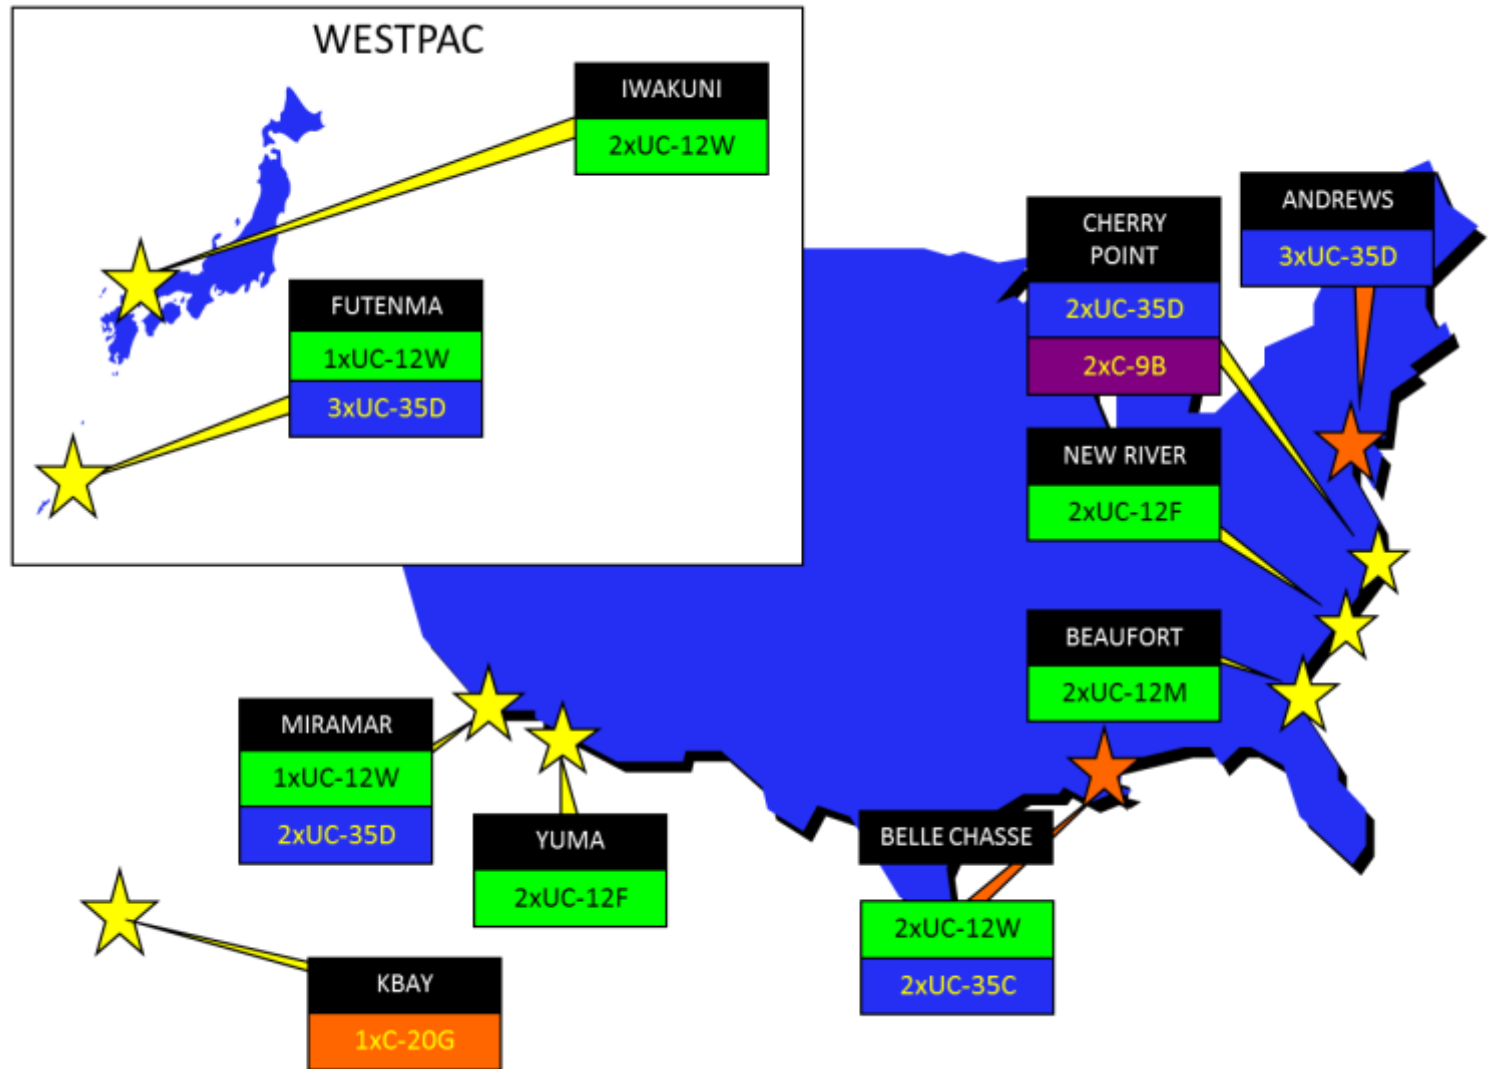 WESTPAC
IWAKUNI
2xUC-12W
FUTENMA
1xUC-12W
3xUC-35D
CHERRY
POINT
2xUC-35D
2xC-9B
ANDREWS
3xUC-35D
NEW RIVER
2xUC-12F
BEAUFORT
2xUC-12M
MIRAMAR
1xUC-12W
2xUC-35D
YUMA
2xUC-12F
BELLE CHASSE
2xUC-12W
2xUC-35C
KBAY
1xC-20G